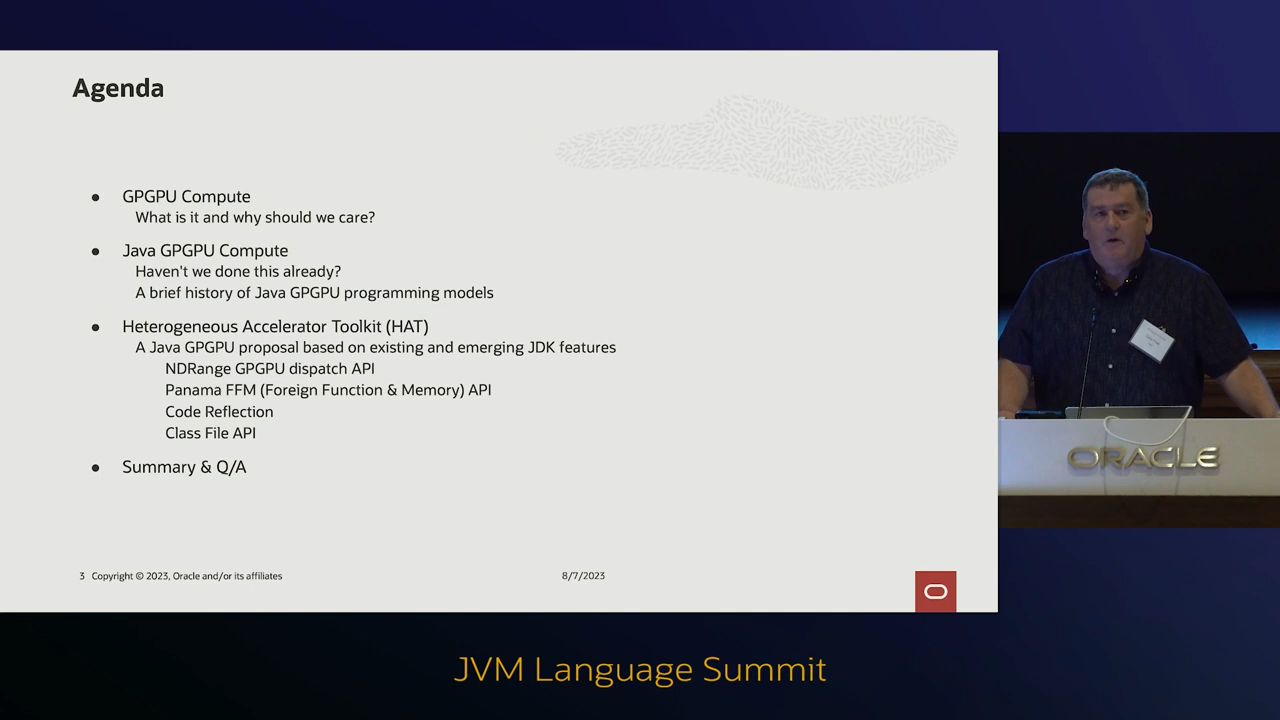 Agenda
● GPGPU Compute
What is it and why should we care?
● Java GPGPU Compute
Haven't we done this already?
A brief history of Java GPGPU programming models
● Heterogeneous Accelerator Toolkit (HAT)
A Java GPGPU proposal based on existing and emerging JDK features
NDRange GPGPU dispatch API
Panama FFM (Foreign Function & Memory) API
Code Reflection
Class File API
● Summary & Q/A
3 Copyright © 2023, Oracle and/or its affiliates
8/7/2023
ORACLE
JVM Language Summit